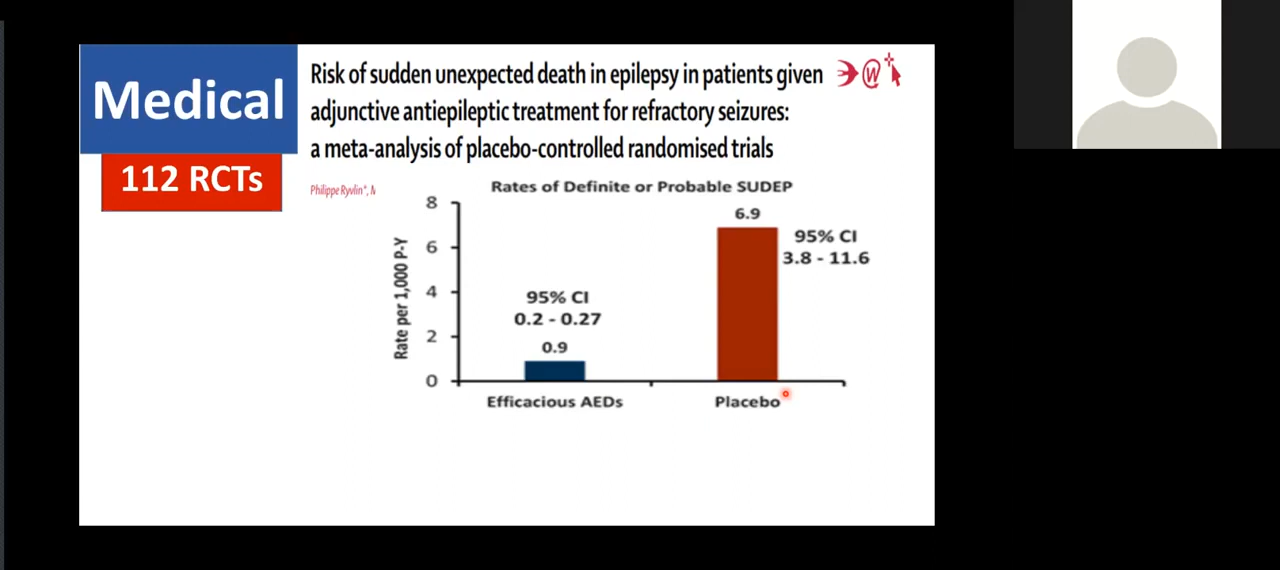 Medical
112 RCTs
Risk of sudden unexpected death in epilepsy in patients given
adjunctive antiepileptic treatment for refractory seizures:
a meta-analysis of placebo-controlled randomised trials
Philippe Ryvlin*, M
Rates of Definite or Probable SUDEP
Rate per 1,000 P-Y
8
6
4
2
0
6.9
95% CI
3.8 - 11.6
95% CI
0.2 - 0.27
0.9
Efficacious AEDs
Placebo